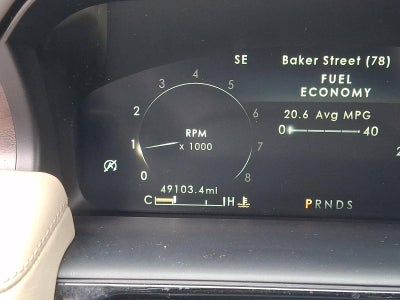 SE Baker Street (78)
FUEL
ECONOMY
20.6 Avg MPG
0 40
0 1 2 3 4 5 6 7 8
RPM
x 1000
49103.4mi
C H
PRNDS
2